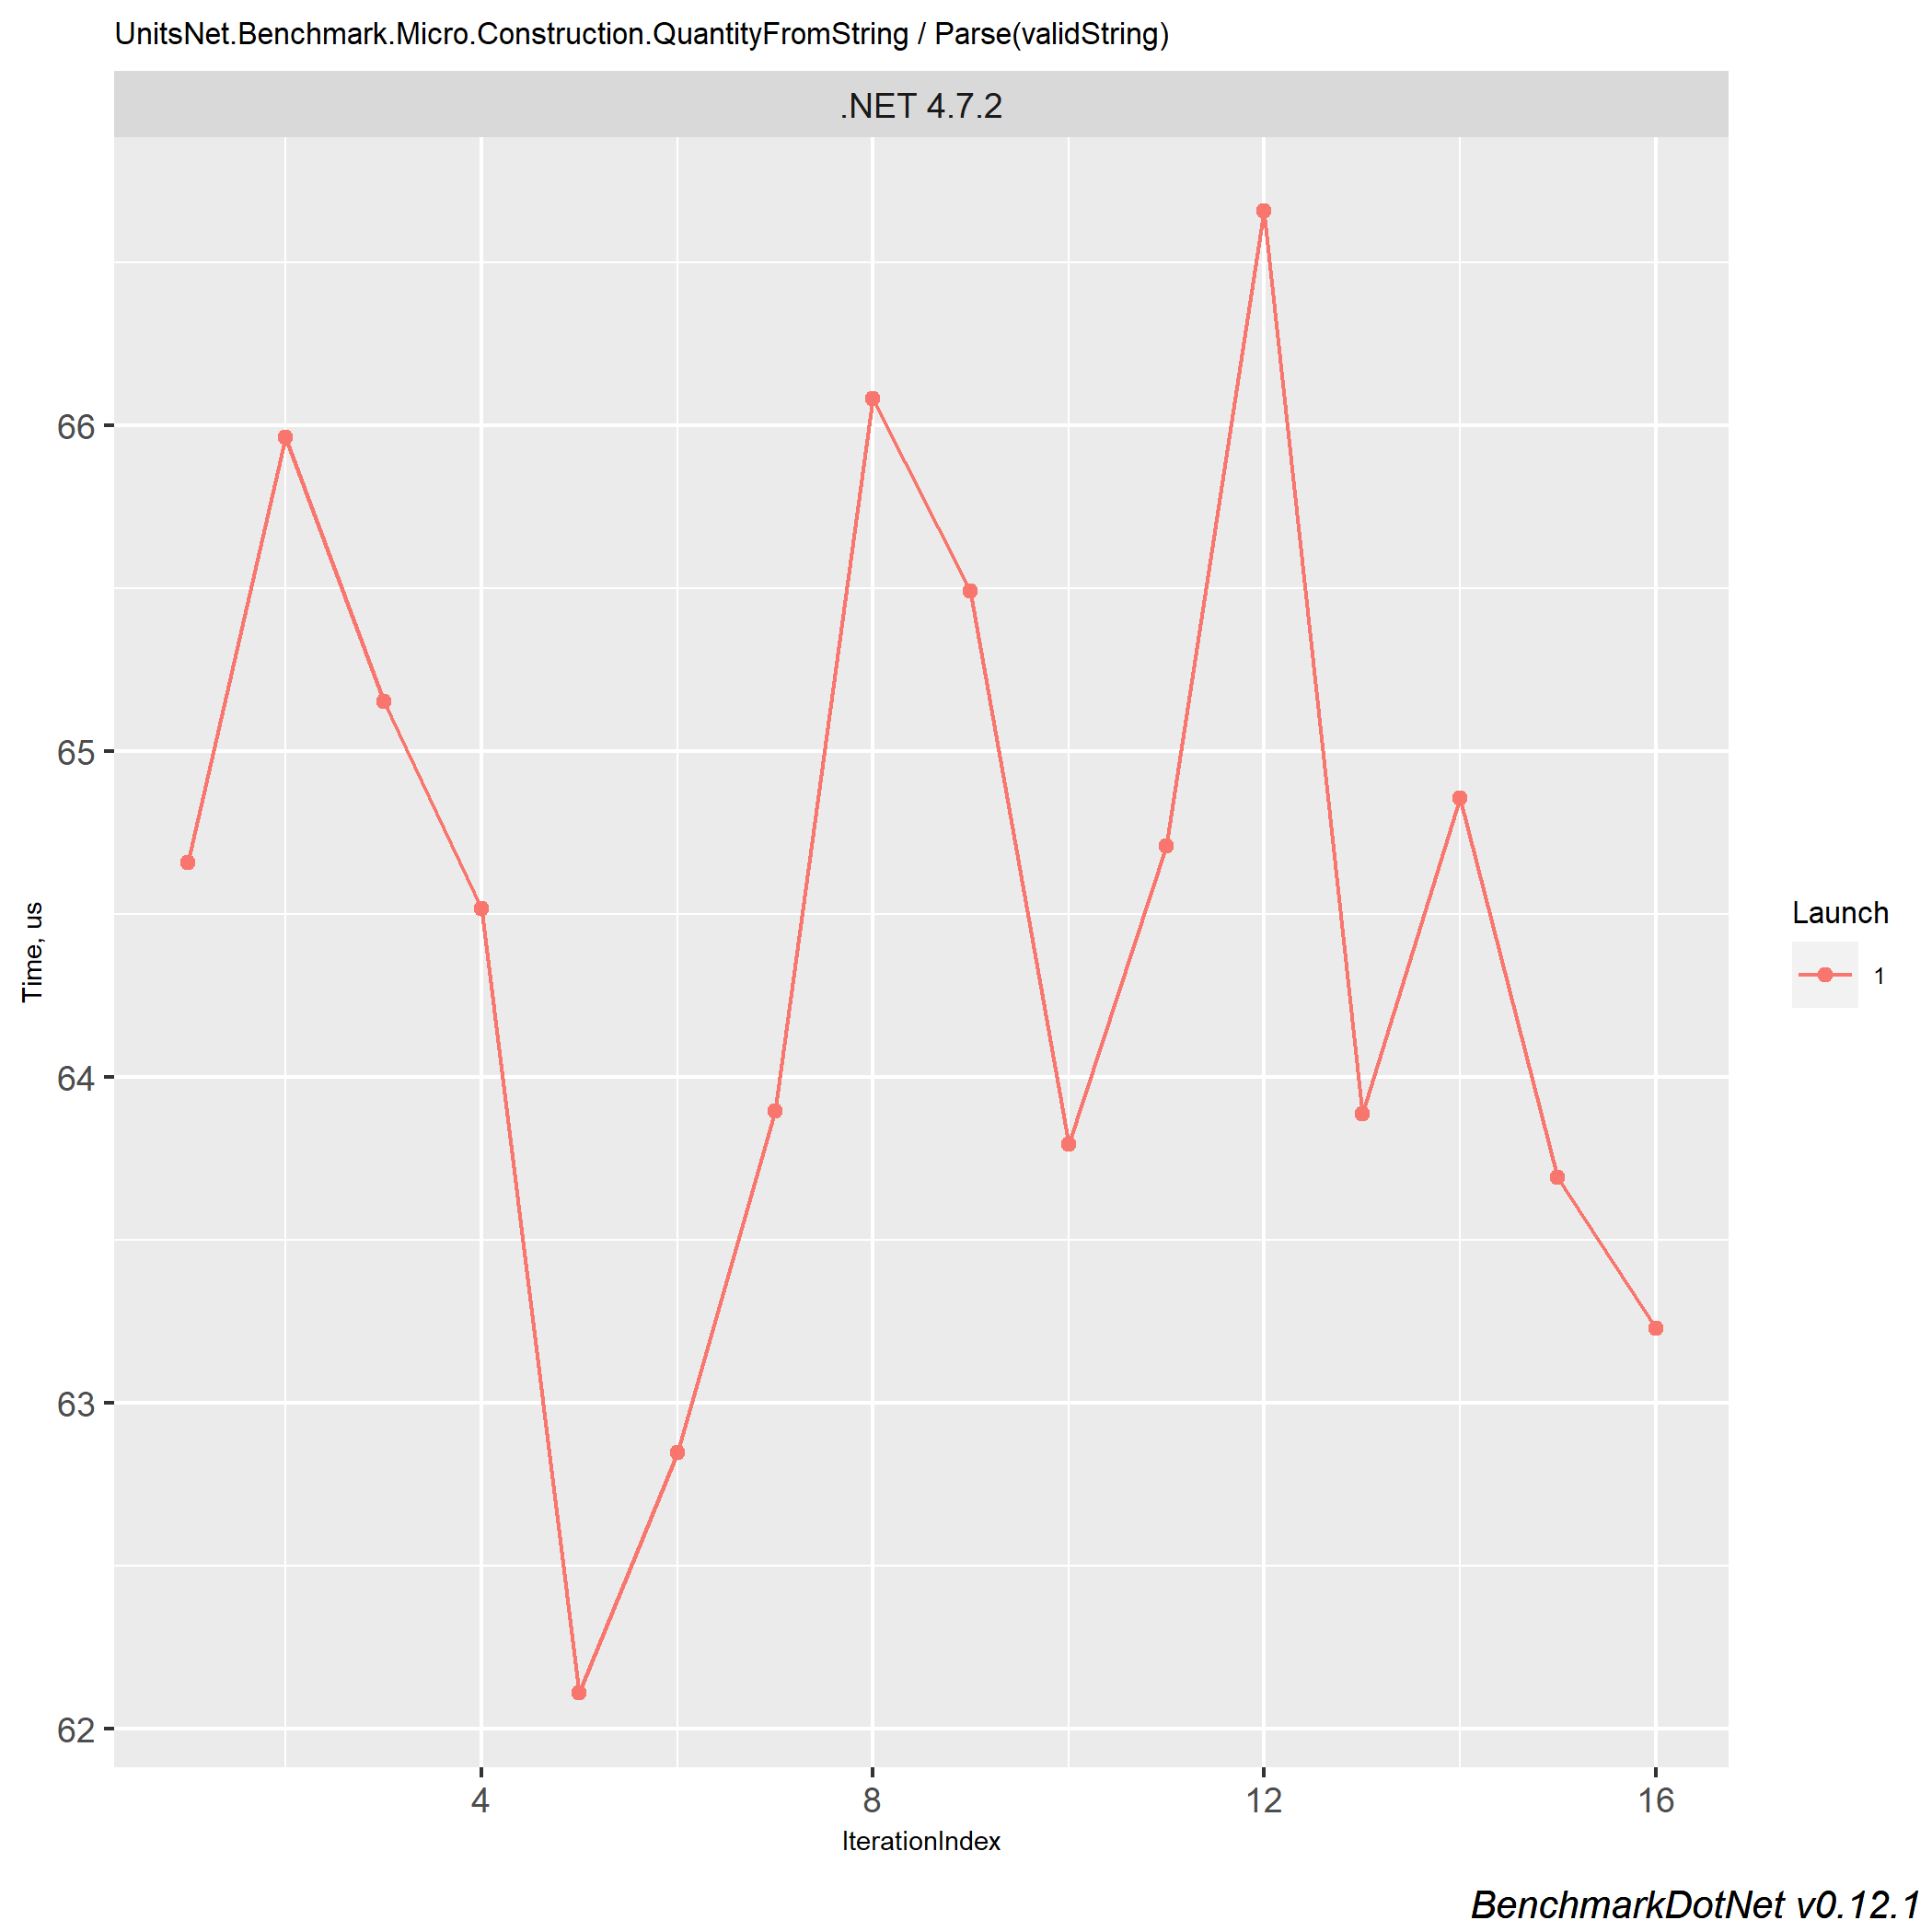 UnitsNet.Benchmark.Micro.Construction.QuantityFromString / Parse(validString)
.NET 4.7.2
66
65
64
63
62
Time, us
4 8 12 16
IterationIndex
Launch
1
BenchmarkDotNet v0.12.1